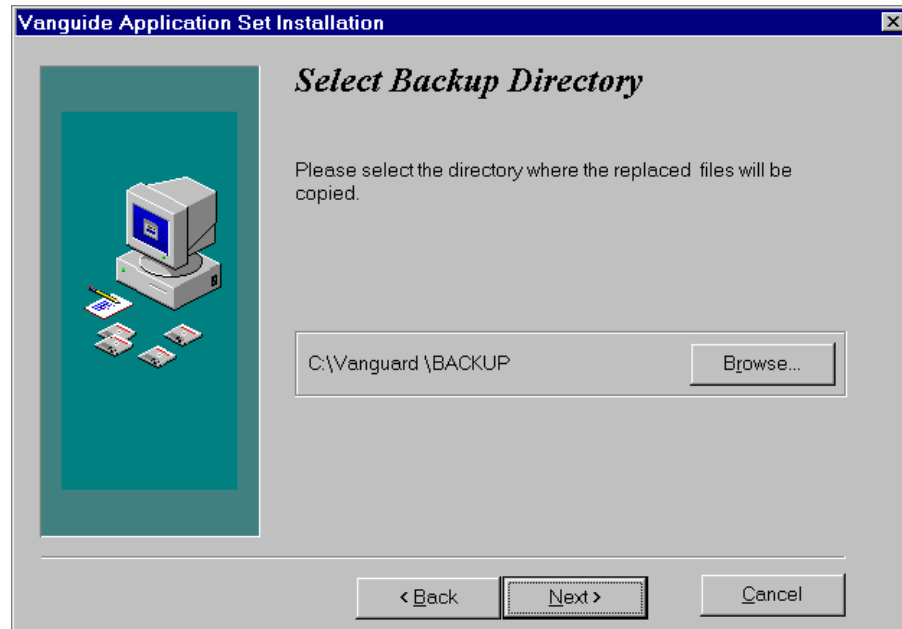 Vanguide Application Set Installation
Select Backup Directory
Please select the directory where the replaced files will be
copied.
C:\Vanguard \BACKUP
Browse...
< Back
Next >
Cancel